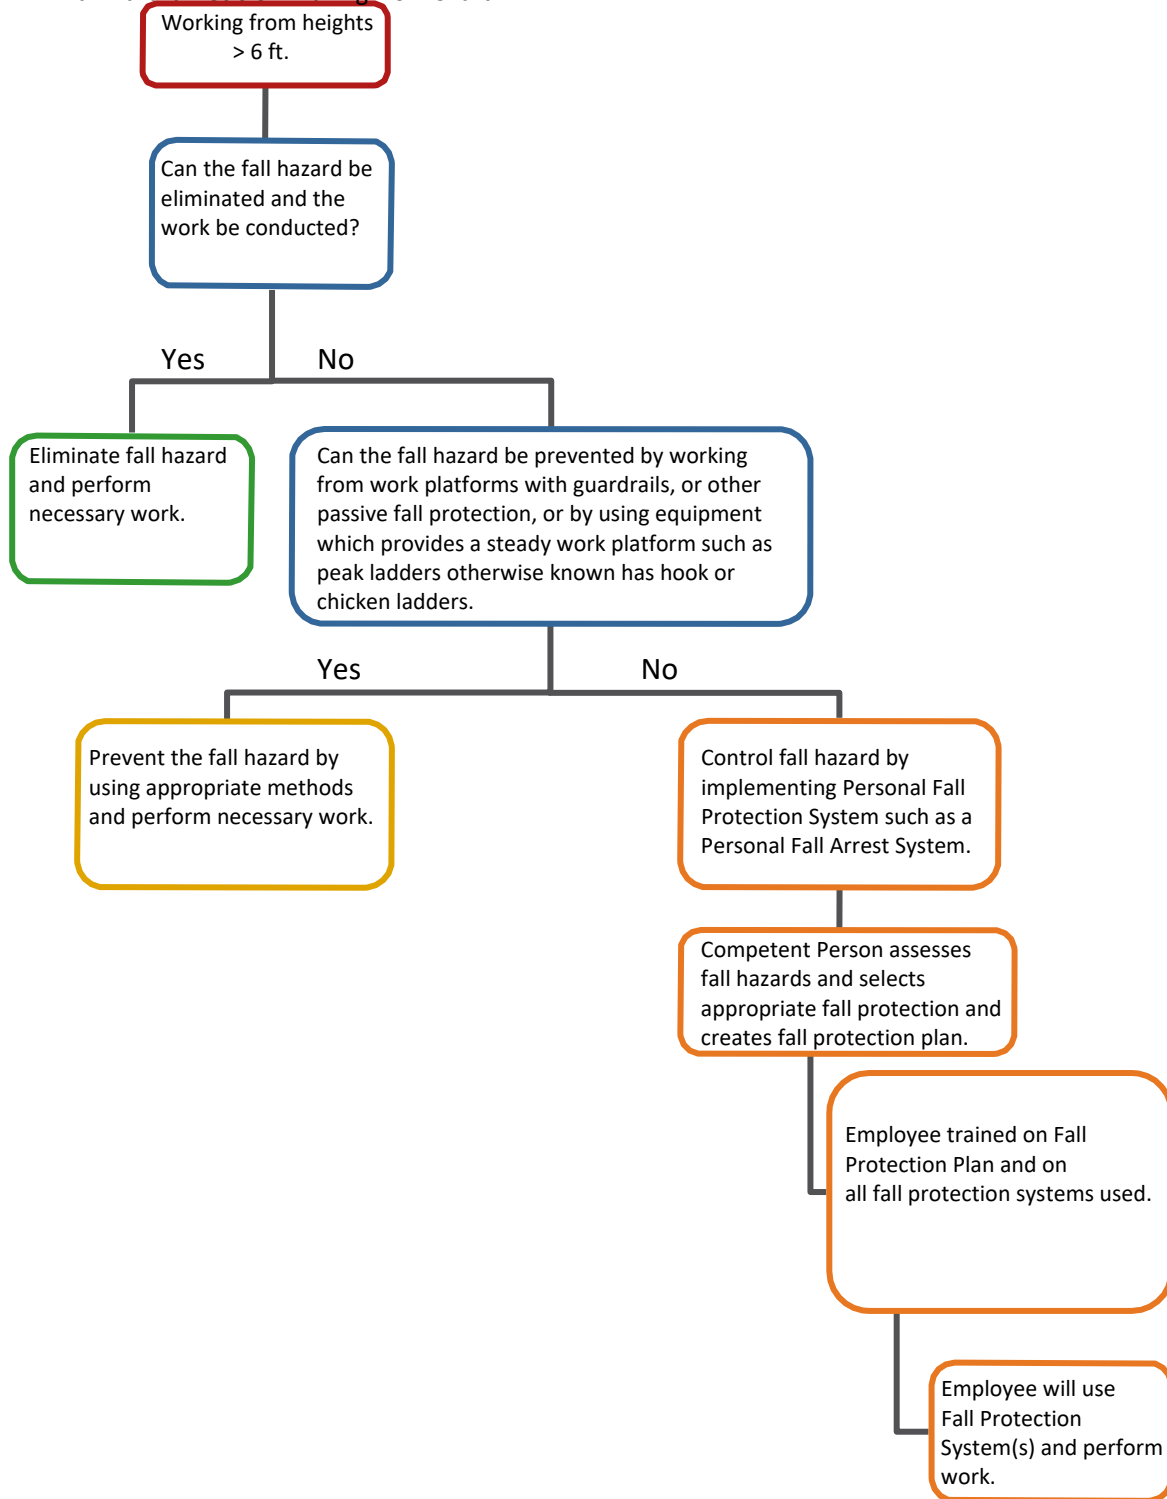 Working from heights
> 6 ft.
Can the fall hazard be
eliminated and the
work be conducted?
Yes
No
Eliminate fall hazard
and perform
necessary work.
Can the fall hazard be prevented by working
from work platforms with guardrails, or other
passive fall protection, or by using equipment
which provides a steady work platform such as
peak ladders otherwise known has hook or
chicken ladders.
Yes
No
Prevent the fall hazard by
using appropriate methods
and perform necessary work.
Control fall hazard by
implementing Personal Fall
Protection System such as a
Personal Fall Arrest System.
Competent Person assesses
fall hazards and selects
appropriate fall protection and
creates fall protection plan.
Employee trained on Fall
Protection Plan and on
all fall protection systems used.
Employee will use
Fall Protection
System(s) and perform
work.